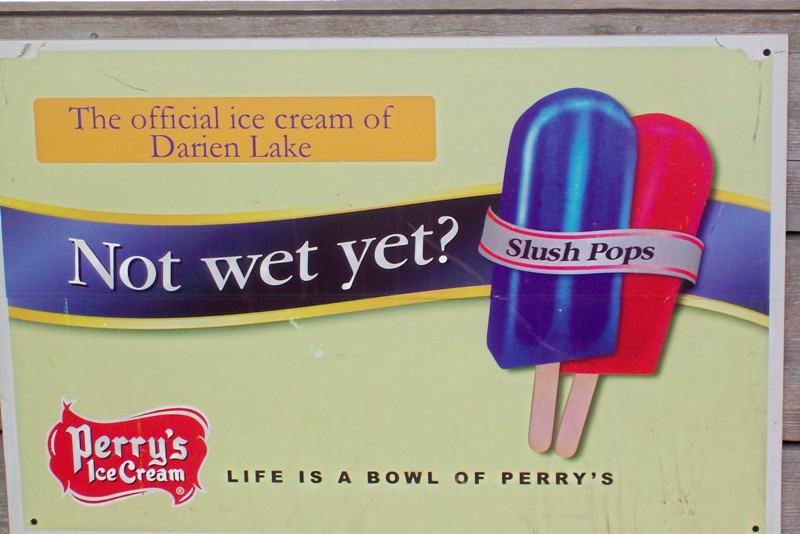 The official ice cream of
Darien Lake
Not wet yet?
Slush Pops
Perry's
Ice Cream
®
LIFE IS A BOWL OF PERRY'S